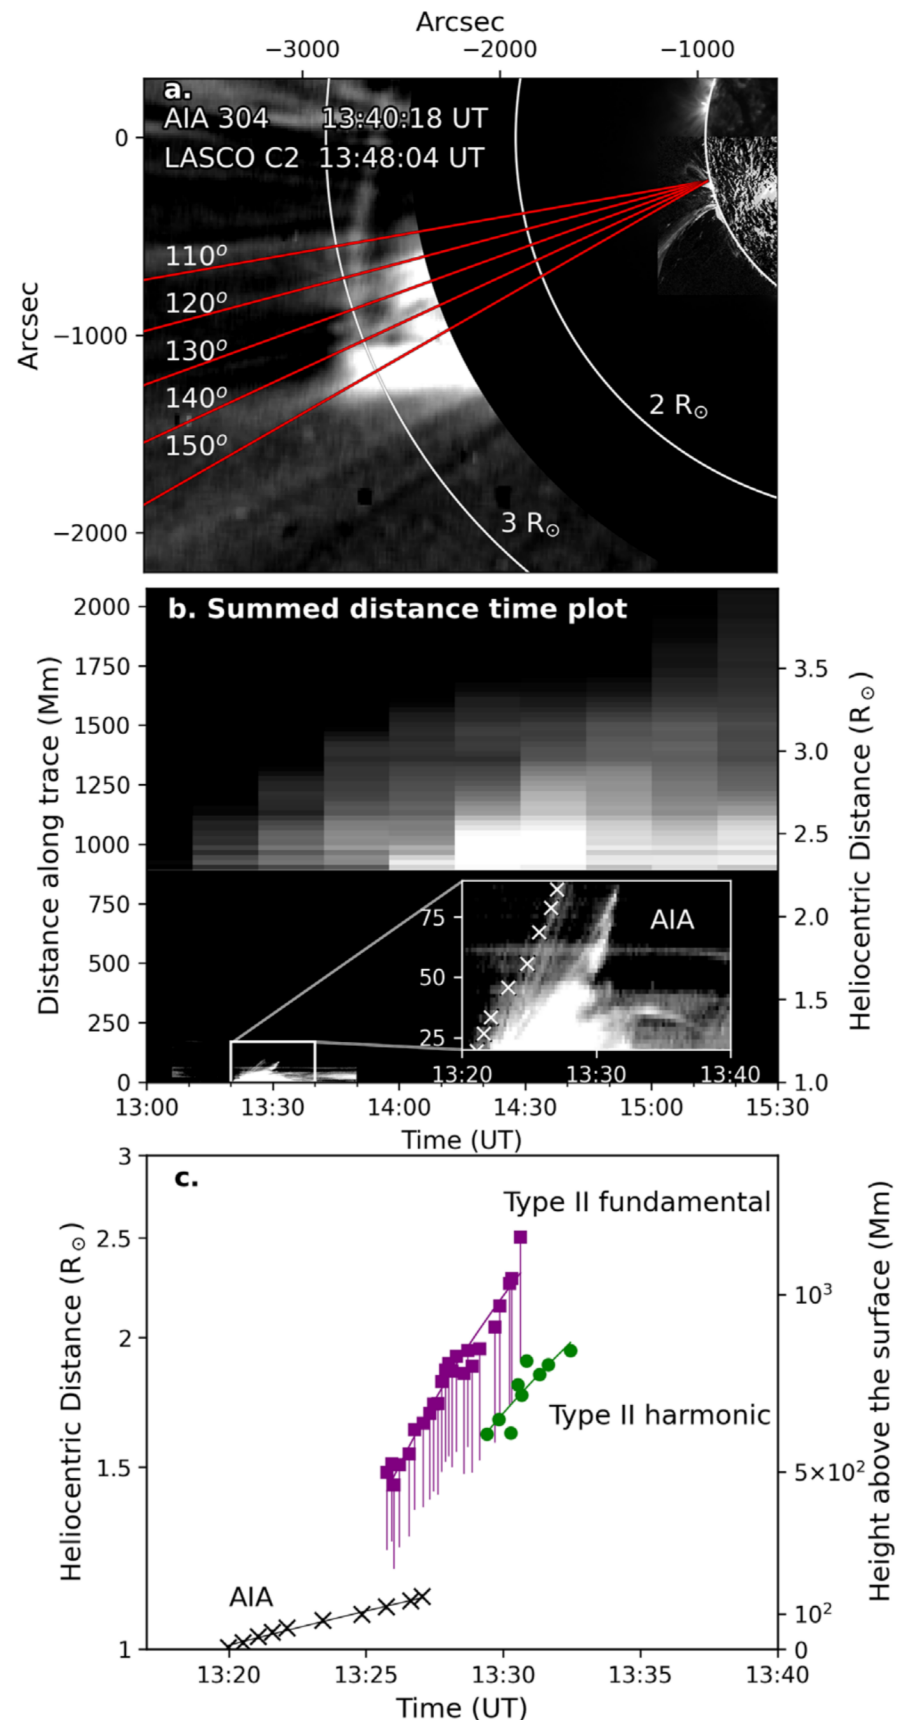 Arcsec
−3000 −2000 −1000
a.
AIA 304 13:40:18 UT
LASCO C2 13:48:04 UT
0
−1000
−2000
Arcsec
110°
120°
130°
140°
150°
2 R⊙
3 R⊙
b. Summed distance time plot
Distance along trace (Mm)
2000
1750
1500
1250
1000
750
500
250
0
Heliocentric Distance (R⊙)
3.5
3.0
2.5
2.0
1.5
1.0
AIA
75
50
25
13:20 13:30 13:40
13:00 13:30 14:00 14:30 15:00 15:30
Time (UT)
c.
Heliocentric Distance (R⊙)
3
2.5
2
1.5
1
Type II fundamental
Type II harmonic
AIA
Height above the surface (Mm)
10³
5×10²
10²
0
13:20 13:25 13:30 13:35 13:40
Time (UT)